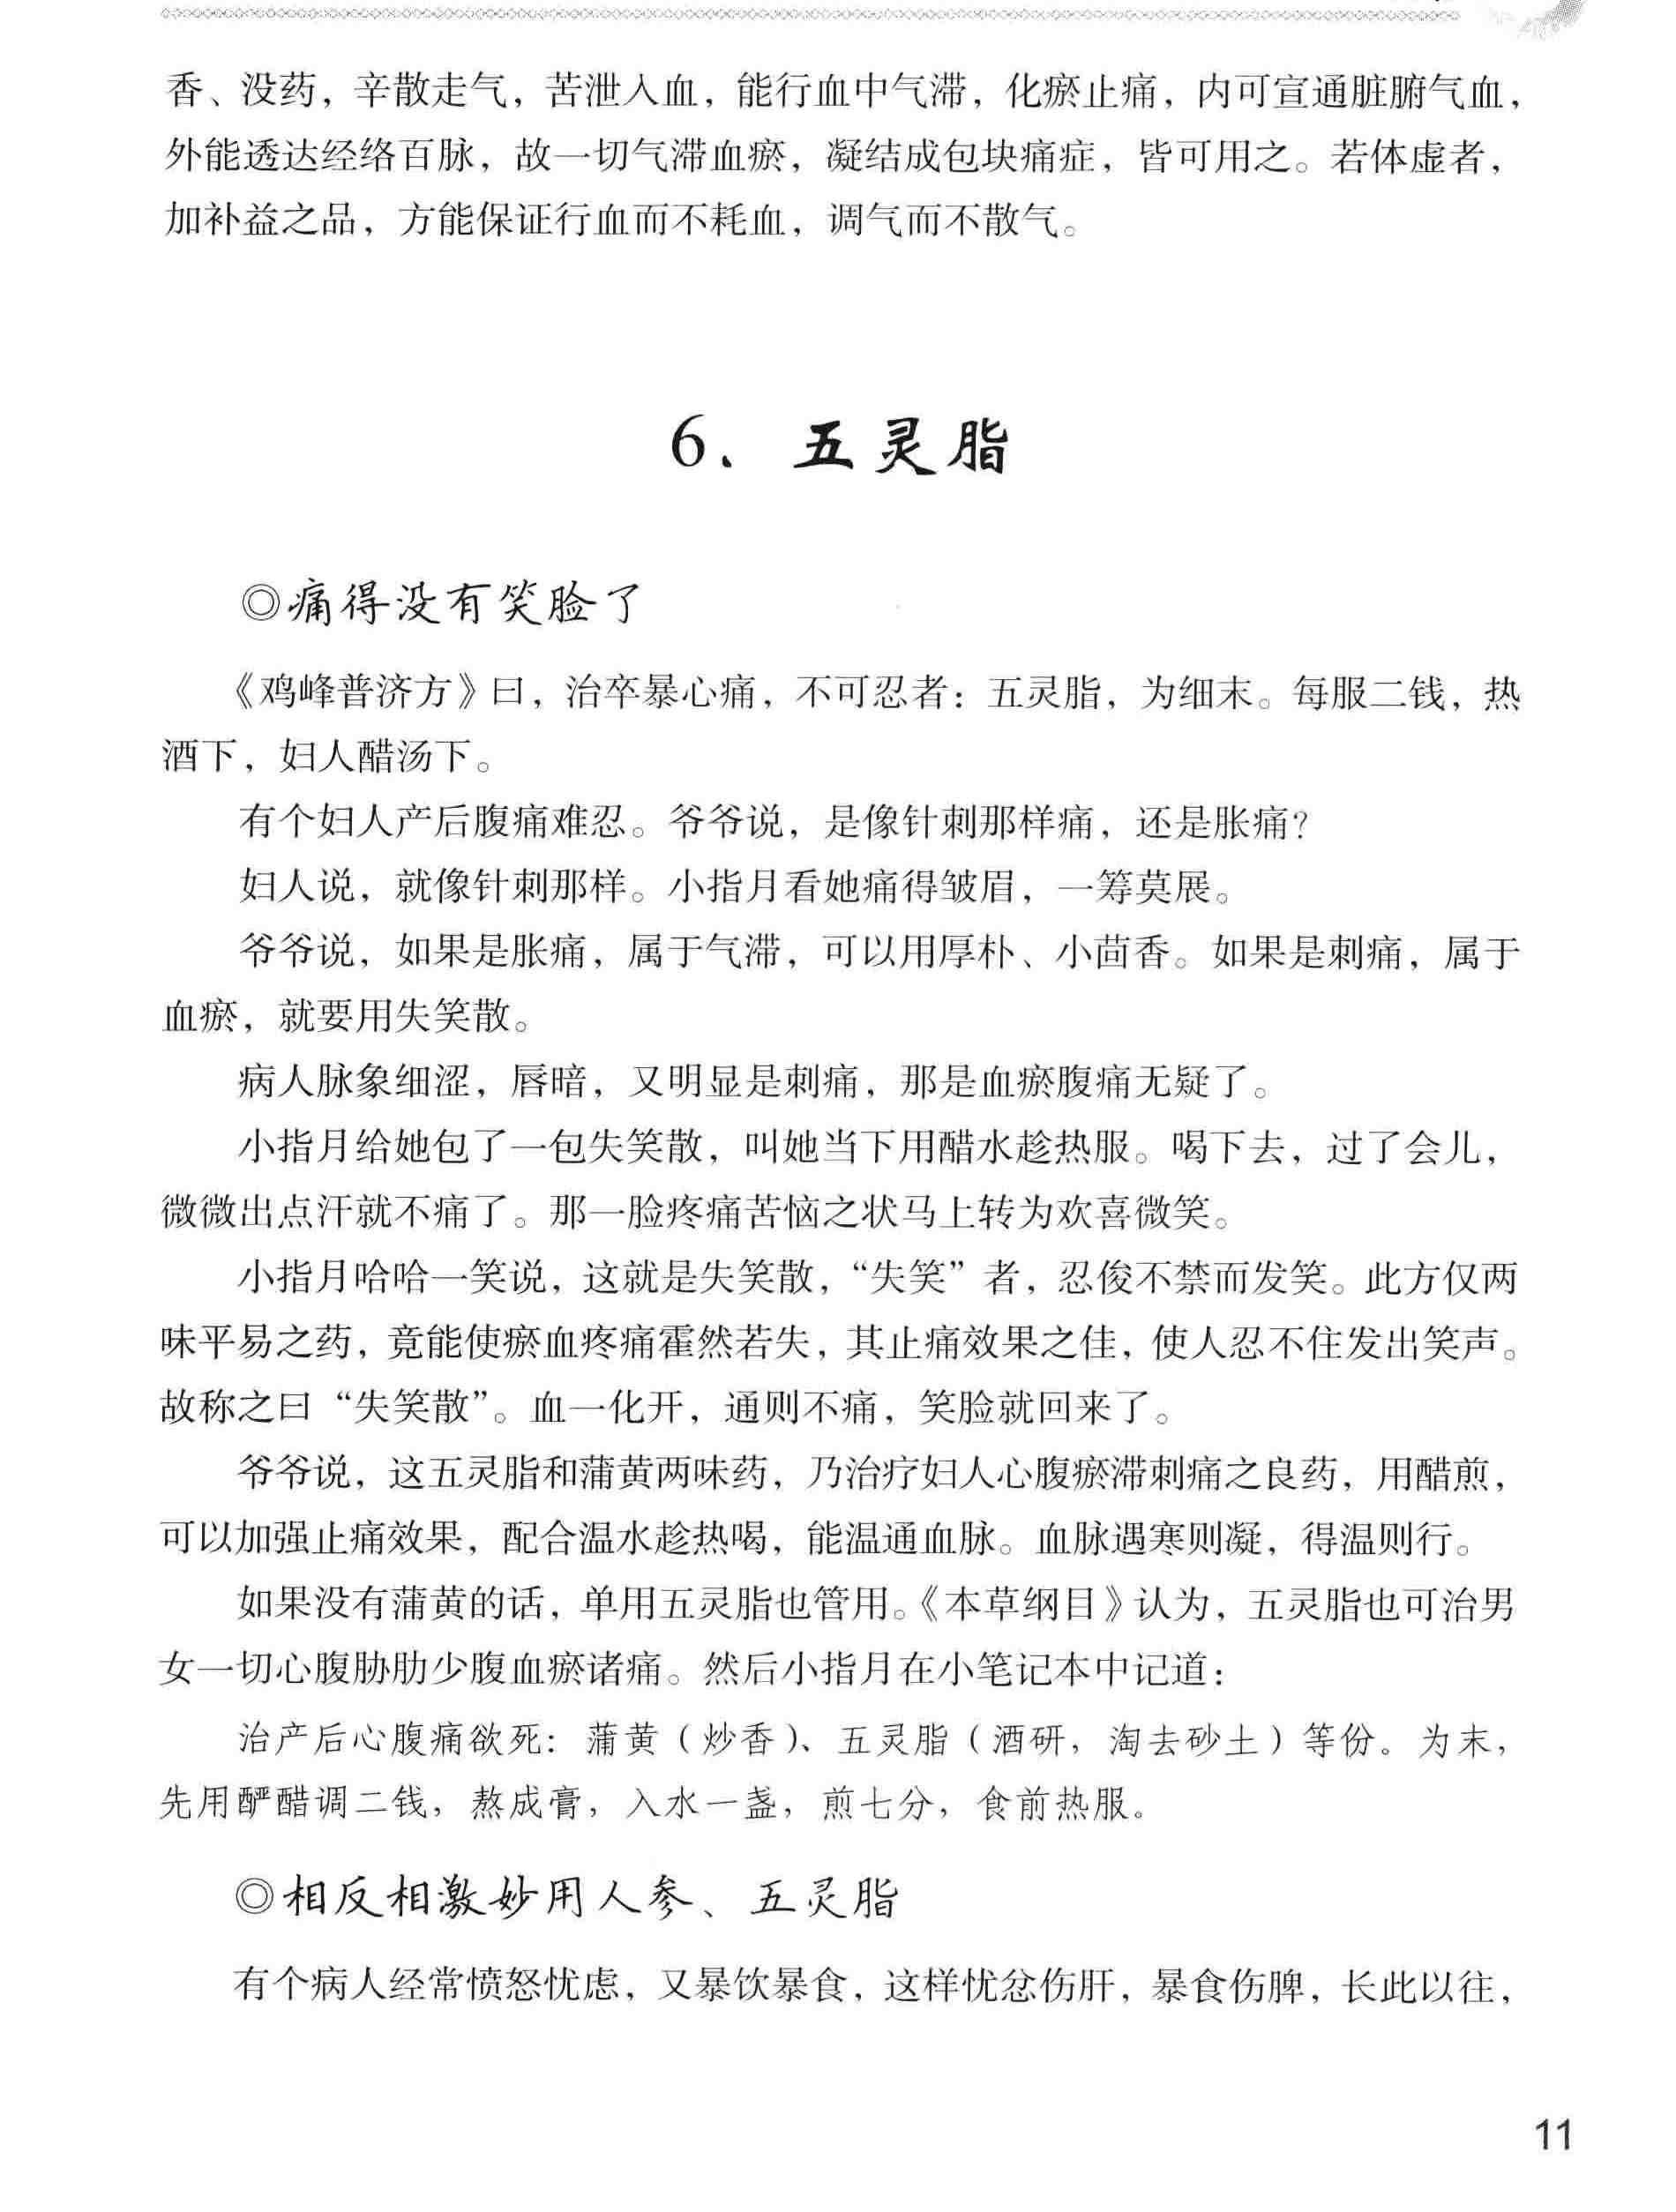 香、没药，辛散走气，苦泄入血，能行血中气滞，化瘀止痛，内可宣通脏腑气血，
外能透达经络百脉，故一切气滞血瘀，凝结成包块痛症，皆可用之。若体虚者，
加补益之品，方能保证行血而不耗血，调气而不散气。
6、五灵脂
◎痛得没有笑脸了
《鸡峰普济方》曰，治卒暴心痛，不可忍者：五灵脂，为细末。每服二钱，热
酒下，妇人醋汤下。
有个妇人产后腹痛难忍。爷爷说，是像针刺那样痛，还是胀痛？
妇人说，就像针刺那样。小指月看她痛得皱眉，一筹莫展。
爷爷说，如果是胀痛，属于气滞，可以用厚朴、小茴香。如果是刺痛，属于
血瘀，就要用失笑散。
病人脉象细涩，唇暗，又明显是刺痛，那是血瘀腹痛无疑了。
小指月给她包了一包失笑散，叫她当下用醋水趁热服。喝下去，过了会儿，
微微出点汗就不痛了。那一脸疼痛苦恼之状马上转为欢喜微笑。
小指月哈哈一笑说，这就是失笑散，“失笑”者，忍俊不禁而发笑。此方仅两
味平易之药，竟能使瘀血疼痛霍然若失，其止痛效果之佳，使人忍不住发出笑声。
故称之曰“失笑散”。血一化开，通则不痛，笑脸就回来了。
爷爷说，这五灵脂和蒲黄两味药，乃治疗妇人心腹瘀滞刺痛之良药，用醋煎，
可以加强止痛效果，配合温水趁热喝，能温通血脉。血脉遇寒则凝，得温则行。
如果没有蒲黄的话，单用五灵脂也管用。《本草纲目》认为，五灵脂也可治男
女一切心腹胁肋少腹血瘀诸痛。然后小指月在小笔记本中记道：
治产后心腹痛欲死：蒲黄（炒香）、五灵脂（酒研，淘去砂土）等份。为末，
先用酽醋调二钱，熬成膏，入水一盏，煎七分，食前热服。
◎相反相激妙用人参、五灵脂
有个病人经常愤怒忧虑，又暴饮暴食，这样忧忿伤肝，暴食伤脾，长此以往，
11